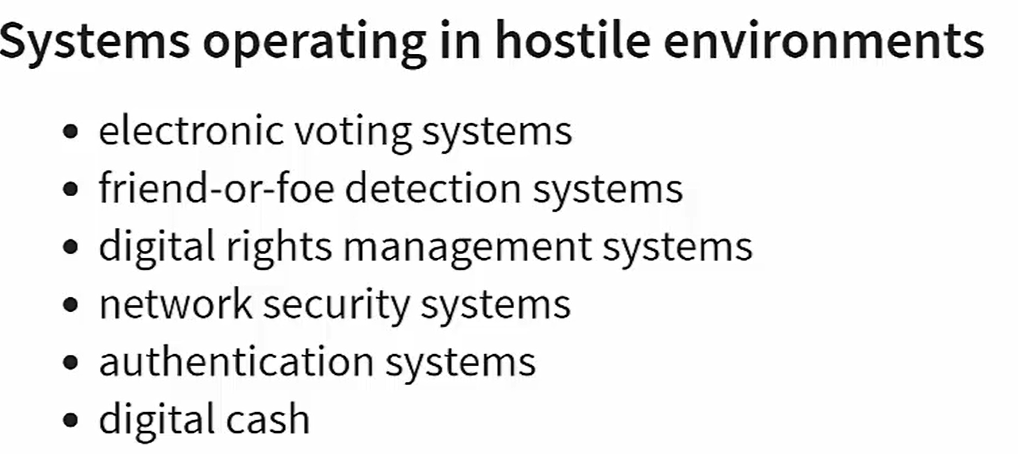 Systems operating in hostile environments
• electronic voting systems
• friend-or-foe detection systems
• digital rights management systems
• network security systems
• authentication systems
• digital cash